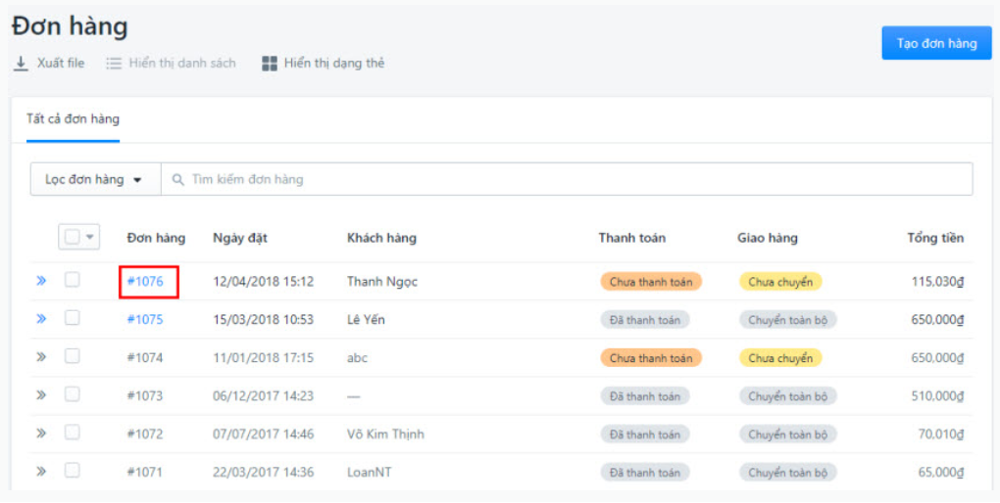 Đơn hàng
Tạo đơn hàng
Xuất file Hiển thị danh sách Hiển thị dạng thẻ
Tất cả đơn hàng
Lọc đơn hàng Tìm kiếm đơn hàng
Đơn hàng Ngày đặt Khách hàng Thanh toán Giao hàng Tổng tiền
#1076 12/04/2018 15:12 Thanh Ngọc Chưa thanh toán Chưa chuyển 115,030₫
#1075 15/03/2018 10:53 Lê Yến Đã thanh toán Chuyển toàn bộ 650,000₫
#1074 11/01/2018 17:15 abc Chưa thanh toán Chưa chuyển 650,000₫
#1073 06/12/2017 14:23 — Đã thanh toán Chuyển toàn bộ 510,000₫
#1072 07/07/2017 14:46 Võ Kim Thịnh Đã thanh toán Chuyển toàn bộ 70,010₫
#1071 22/03/2017 14:36 LoanNT Đã thanh toán Chuyển toàn bộ 65,000₫